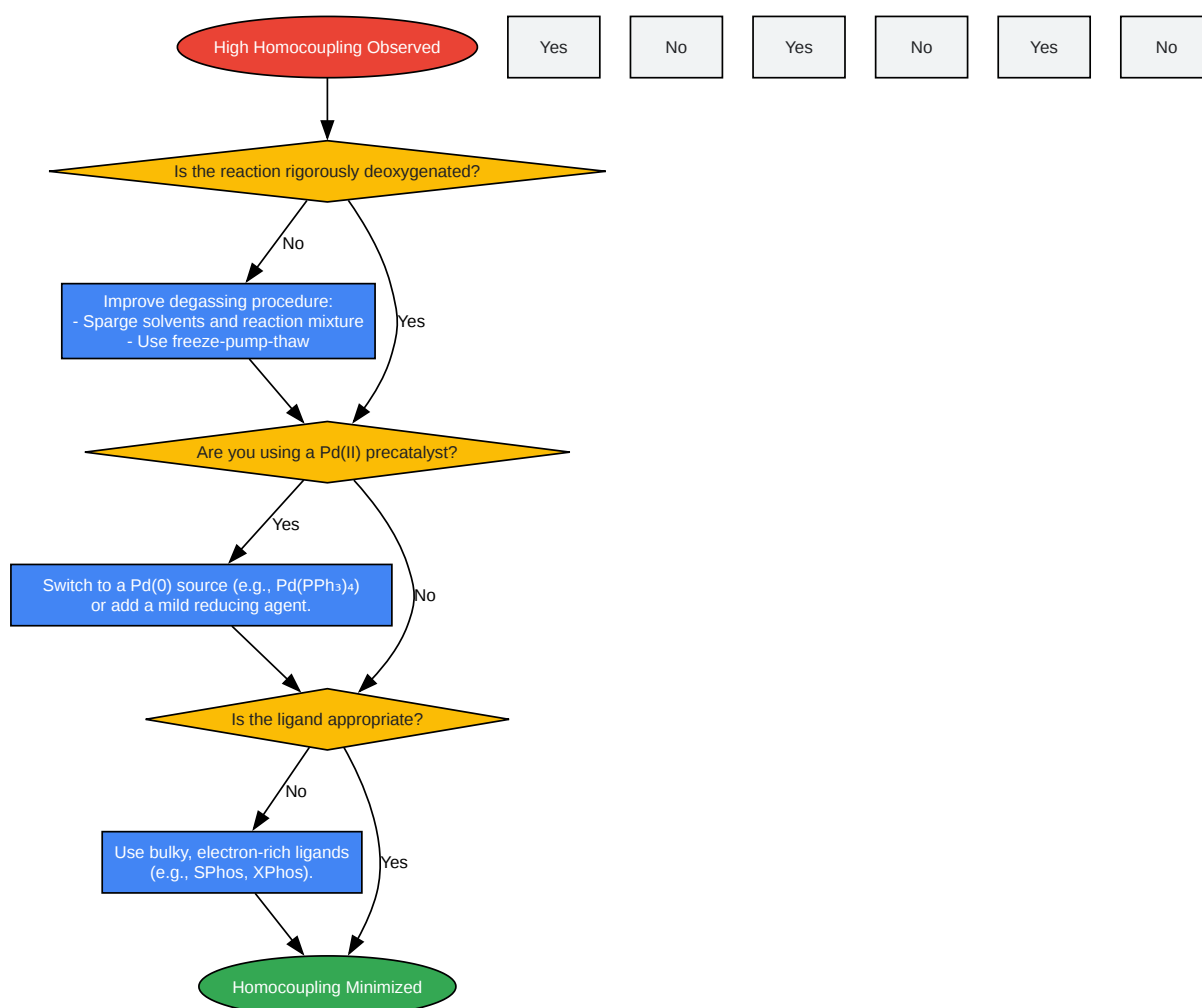 High Homocoupling Observed
Yes
No
Yes
No
Yes
No
Is the reaction rigorously deoxygenated?
No
Improve degassing procedure:
- Sparge solvents and reaction mixture
- Use freeze-pump-thaw
Yes
Are you using a Pd(II) precatalyst?
Yes
Switch to a Pd(0) source (e.g., Pd(PPh₃)₄)
or add a mild reducing agent.
No
Is the ligand appropriate?
No
Use bulky, electron-rich ligands
(e.g., SPhos, XPhos).
Yes
Homocoupling Minimized